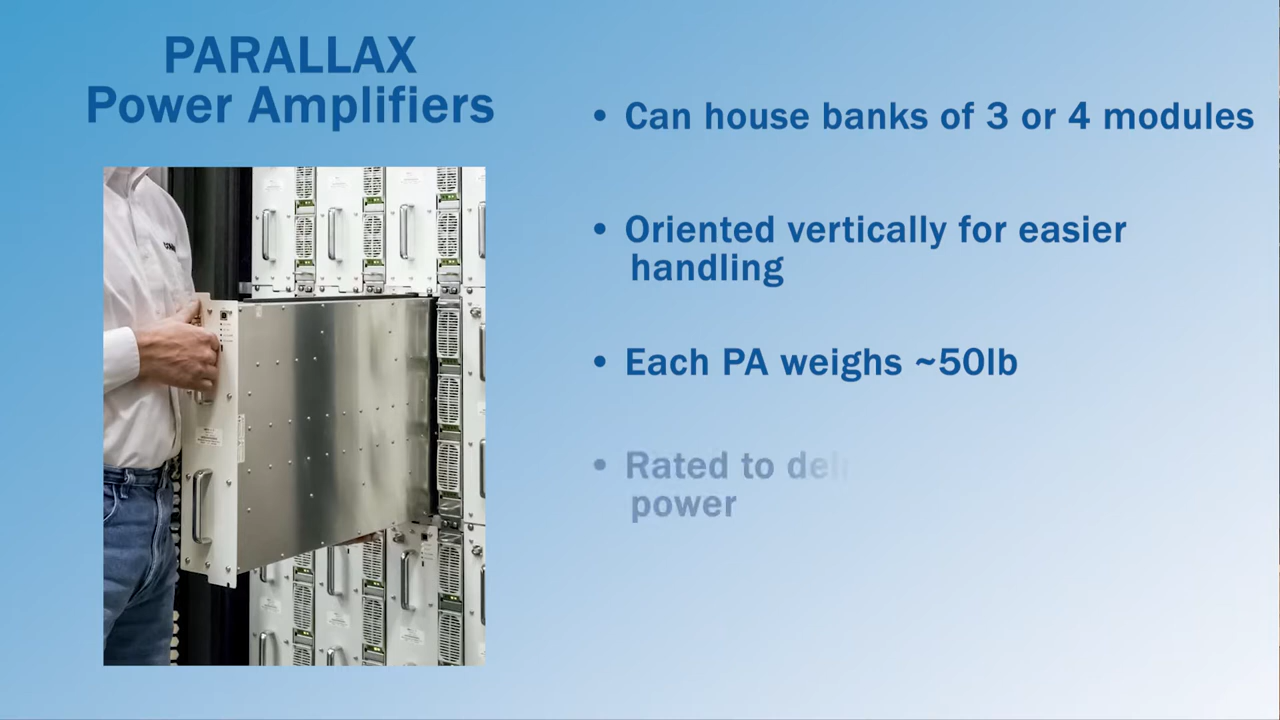 PARALLAX
Power Amplifiers
• Can house banks of 3 or 4 modules
• Oriented vertically for easier
handling
• Each PA weighs ~50lb
• Rated to
power